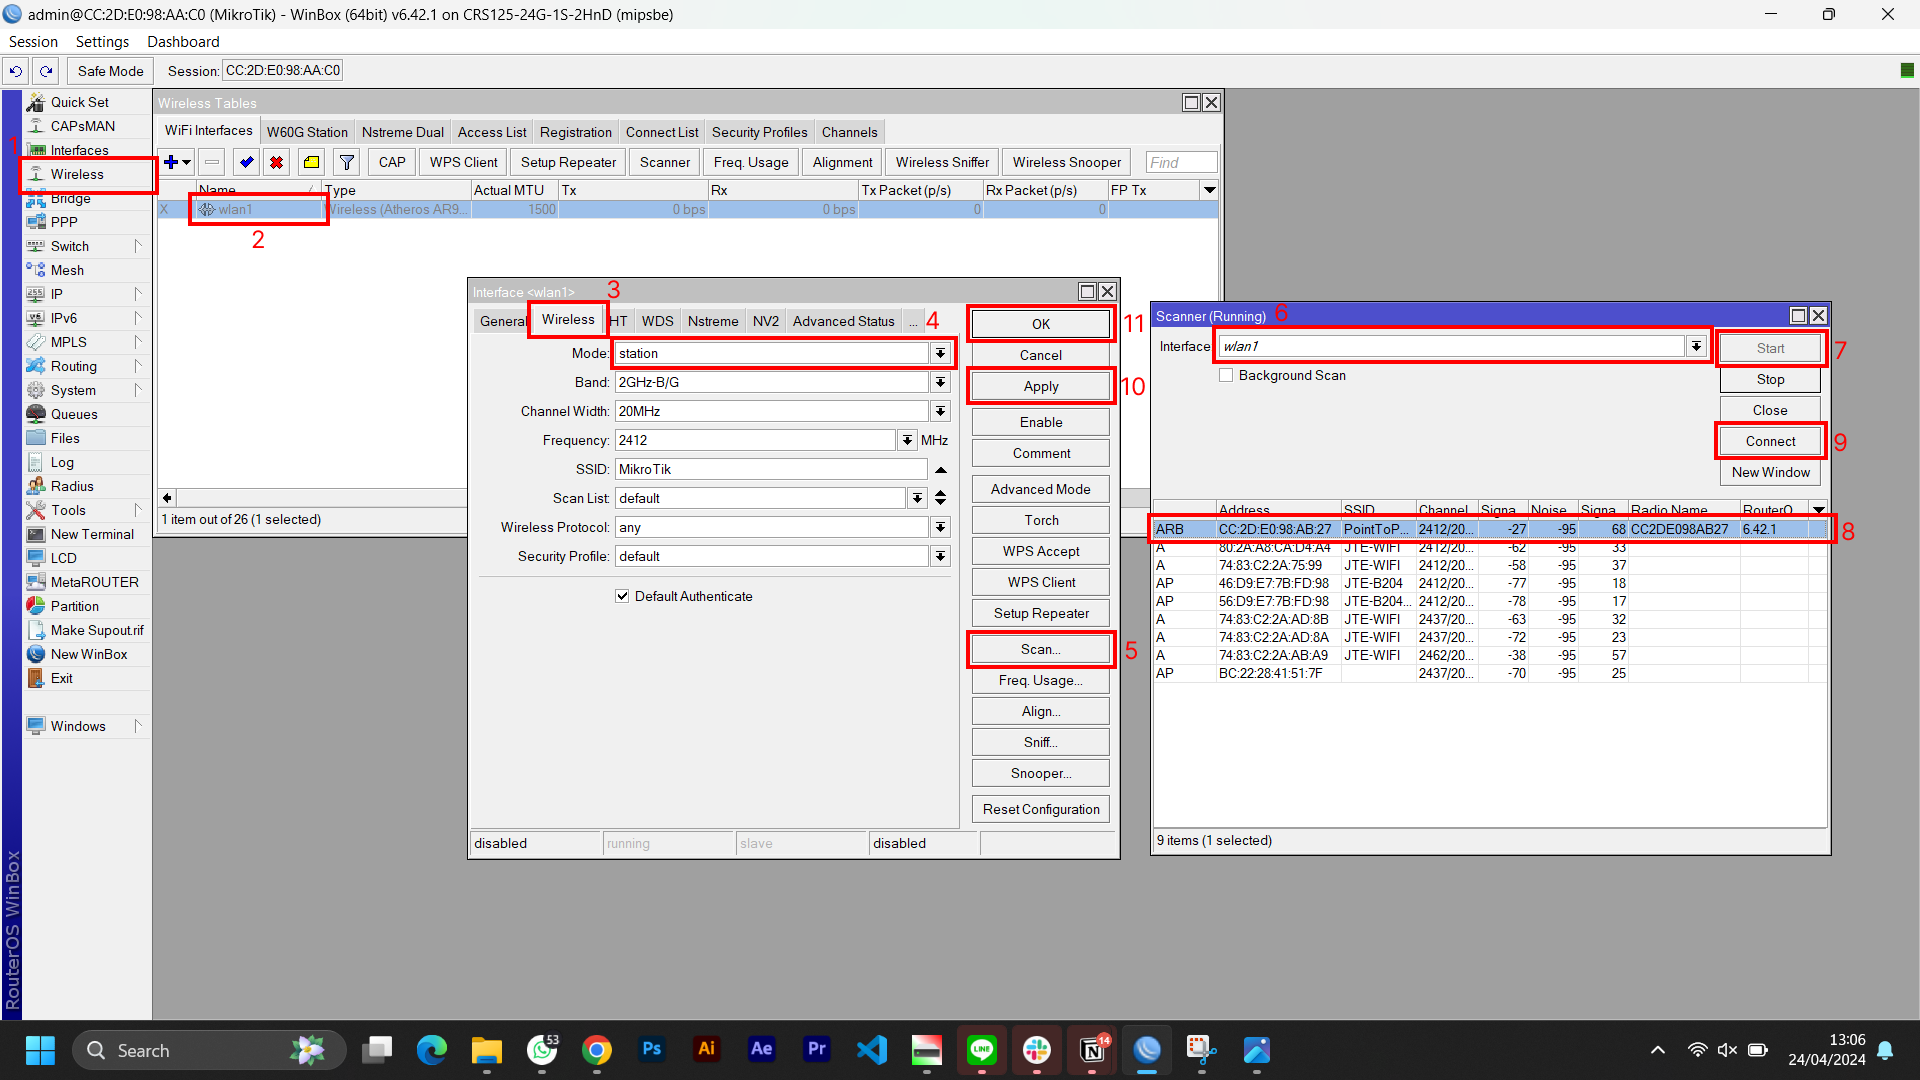 admin@CC:2D:E0:98:AA:C0 (MikroTik) - WinBox (64bit) v6.42.1 on CRS125-24G-1S-2HnD (mipsbe)
Session Settings Dashboard
Safe Mode Session: CC:2D:E0:98:AA:C0
Quick Set
CAPsMAN
1
Interfaces
Wireless
Bridge
PPP
Switch
Mesh
IP
IPv6
MPLS
Routing
System
Queues
Files
Log
Radius
Tools
New Terminal
LCD
MetaROUTER
Partition
Make Supout.rif
New WinBox
Exit
Windows
RouterOS WinBox
Wireless Tables
WiFi Interfaces W60G Station Nstreme Dual Access List Registration Connect List Security Profiles Channels
CAP WPS Client Setup Repeater Scanner Freq. Usage Alignment Wireless Sniffer Wireless Snooper Find
Name / Type Actual MTU Tx Rx Tx Packet (p/s) Rx Packet (p/s) FP Tx
X wlan1 Wireless (Atheros AR9... 1500 0 bps 0 bps 0 0
2
1 item out of 26 (1 selected)
Interface <wlan1> 3
General Wireless HT WDS Nstreme NV2 Advanced Status ... 4
Mode: station
Band: 2GHz-B/G
Channel Width: 20MHz
Frequency: 2412 MHz
SSID: MikroTik
Scan List: default
Wireless Protocol: any
Security Profile: default
Default Authenticate
OK 11
Cancel
Apply 10
Enable
Comment
Advanced Mode
Torch
WPS Accept
WPS Client
Setup Repeater
Scan... 5
Freq. Usage...
Align...
Sniff...
Snooper...
Reset Configuration
disabled running slave disabled
Scanner (Running) 6
Interface: wlan1
Background Scan
Start 7
Stop
Close
Connect 9
New Window
Address SSID Channel Signa... Noise... Signa... Radio Name RouterO...
ARB CC:2D:E0:98:AB:27 PointToP... 2412/20... -27 -95 68 CC2DE098AB27 6.42.1 8
A 80:2A:A8:CA:D4:A4 JTE-WIFI 2412/20... -62 -95 33
A 74:83:C2:2A:75:99 JTE-WIFI 2412/20... -58 -95 37
AP 46:D9:E7:7B:FD:98 JTE-B204 2412/20... -77 -95 18
AP 56:D9:E7:7B:FD:98 JTE-B204... 2412/20... -78 -95 17
A 74:83:C2:2A:AD:8B JTE-WIFI 2437/20... -63 -95 32
A 74:83:C2:2A:AD:8A JTE-WIFI 2437/20... -72 -95 23
A 74:83:C2:2A:AB:A9 JTE-WIFI 2462/20... -38 -95 57
AP BC:22:28:41:51:7F 2437/20... -70 -95 25
9 items (1 selected)
Search 53 Ps Ai Ae Pr LINE 14
13:06
24/04/2024